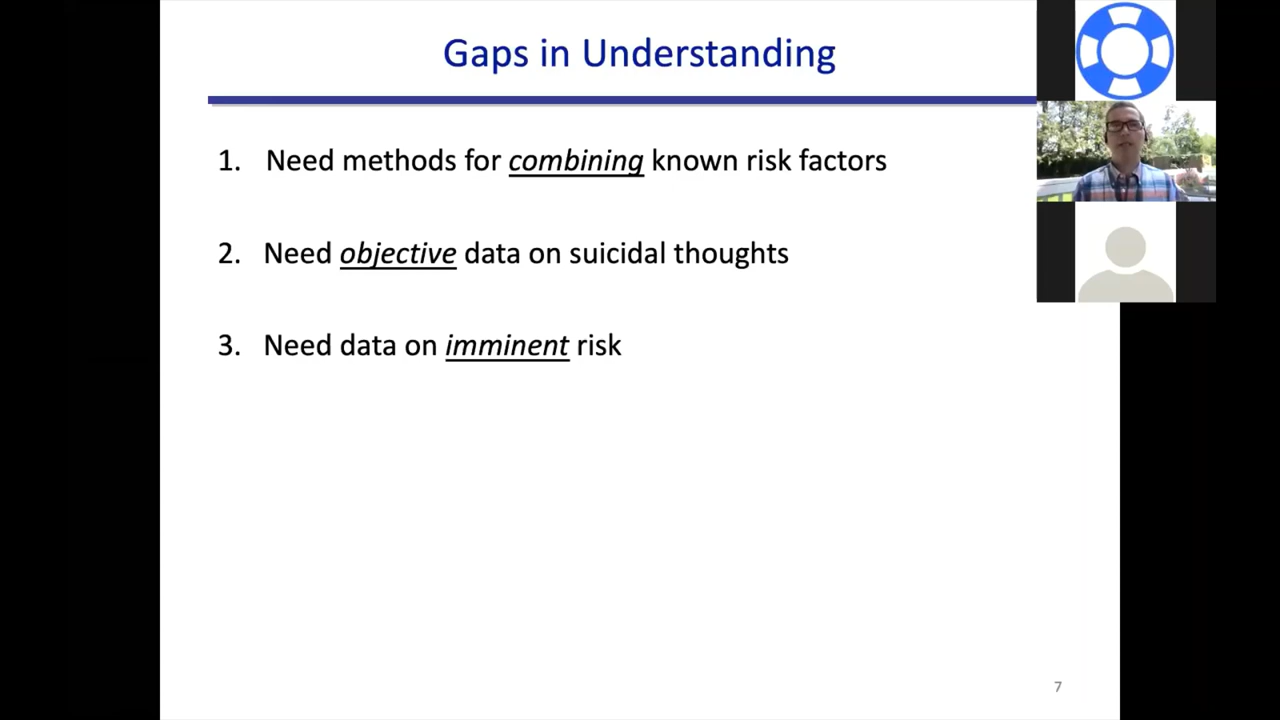 Gaps in Understanding
1. Need methods for combining known risk factors
2. Need objective data on suicidal thoughts
3. Need data on imminent risk
7